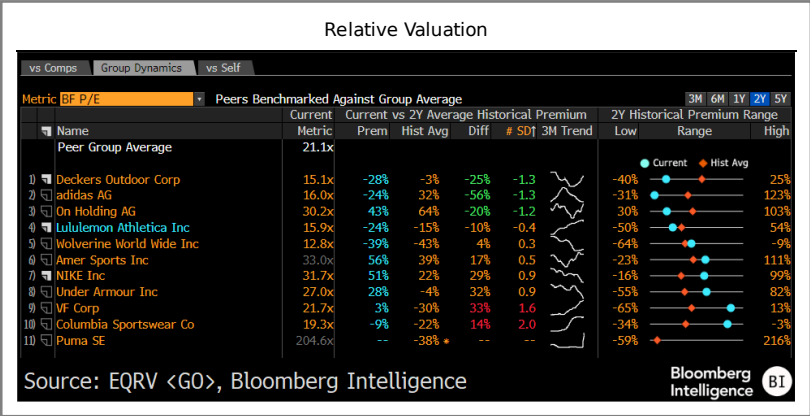 Relative Valuation
vs Comps Group Dynamics vs Self
Metric BF P/E Peers Benchmarked Against Group Average 3M 6M 1Y 2Y 5Y
Current Current vs 2Y Average Historical Premium 2Y Historical Premium Range
Name Metric Prem Hist Avg Diff # SD↑ 3M Trend Low Range High
Peer Group Average 21.1x
Current Hist Avg
1) Deckers Outdoor Corp 15.1x -28% -3% -25% -1.3 -40% 25%
2) adidas AG 16.0x -24% 32% -56% -1.3 -31% 123%
3) On Holding AG 30.2x 43% 64% -20% -1.2 30% 103%
4) Lululemon Athletica Inc 15.9x -24% -15% -10% -0.4 -50% 54%
5) Wolverine World Wide Inc 12.8x -39% -43% 4% 0.3 -64% -9%
6) Amer Sports Inc 33.0x 56% 39% 17% 0.5 -23% 111%
7) NIKE Inc 31.7x 51% 22% 29% 0.9 -16% 99%
8) Under Armour Inc 27.0x 28% -4% 32% 0.9 -55% 82%
9) VF Corp 21.7x 3% -30% 33% 1.6 -65% 13%
10) Columbia Sportswear Co 19.3x -9% -22% 14% 2.0 -34% -3%
11) Puma SE 204.6x -- -38% * -- -- -59% 216%
Source: EQRV <GO>, Bloomberg Intelligence
Bloomberg
Intelligence BI